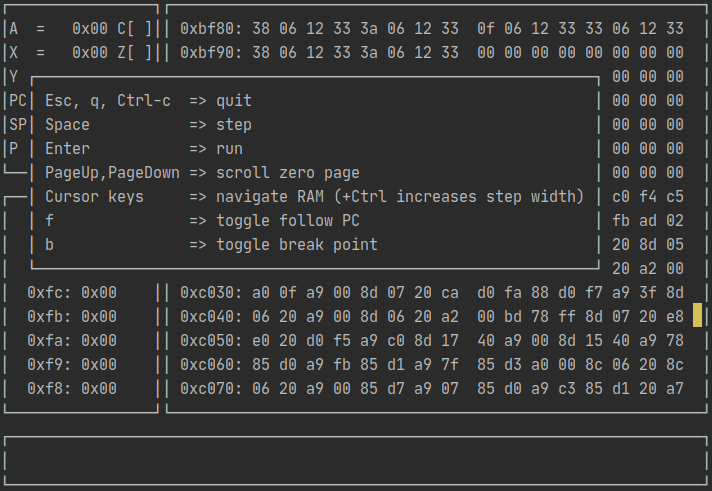 A  =   0x00 C[ ] 0xbf80: 38 06 12 33 3a 06 12 33  0f 06 12 33 33 06 12 33
X  =   0x00 Z[ ] 0xbf90: 38 06 12 33 3a 06 12 33  00 00 00 00 00 00 00 00
Y 00 00 00
PC Esc, q, Ctrl-c  => quit 00 00 00
SP Space           => step 00 00 00
P Enter           => run 00 00 00
PageUp,PageDown => scroll zero page 00 00 00
Cursor keys     => navigate RAM (+Ctrl increases step width) c0 f4 c5
f               => toggle follow PC fb ad 02
b               => toggle break point 20 8d 05
20 a2 00
0xfc: 0x00 0xc030: a0 0f a9 00 8d 07 20 ca  d0 fa 88 d0 f7 a9 3f 8d
0xfb: 0x00 0xc040: 06 20 a9 00 8d 06 20 a2  00 bd 78 ff 8d 07 20 e8
0xfa: 0x00 0xc050: e0 20 d0 f5 a9 c0 8d 17  40 a9 00 8d 15 40 a9 78
0xf9: 0x00 0xc060: 85 d0 a9 fb 85 d1 a9 7f  85 d3 a0 00 8c 06 20 8c
0xf8: 0x00 0xc070: 06 20 a9 00 85 d7 a9 07  85 d0 a9 c3 85 d1 20 a7